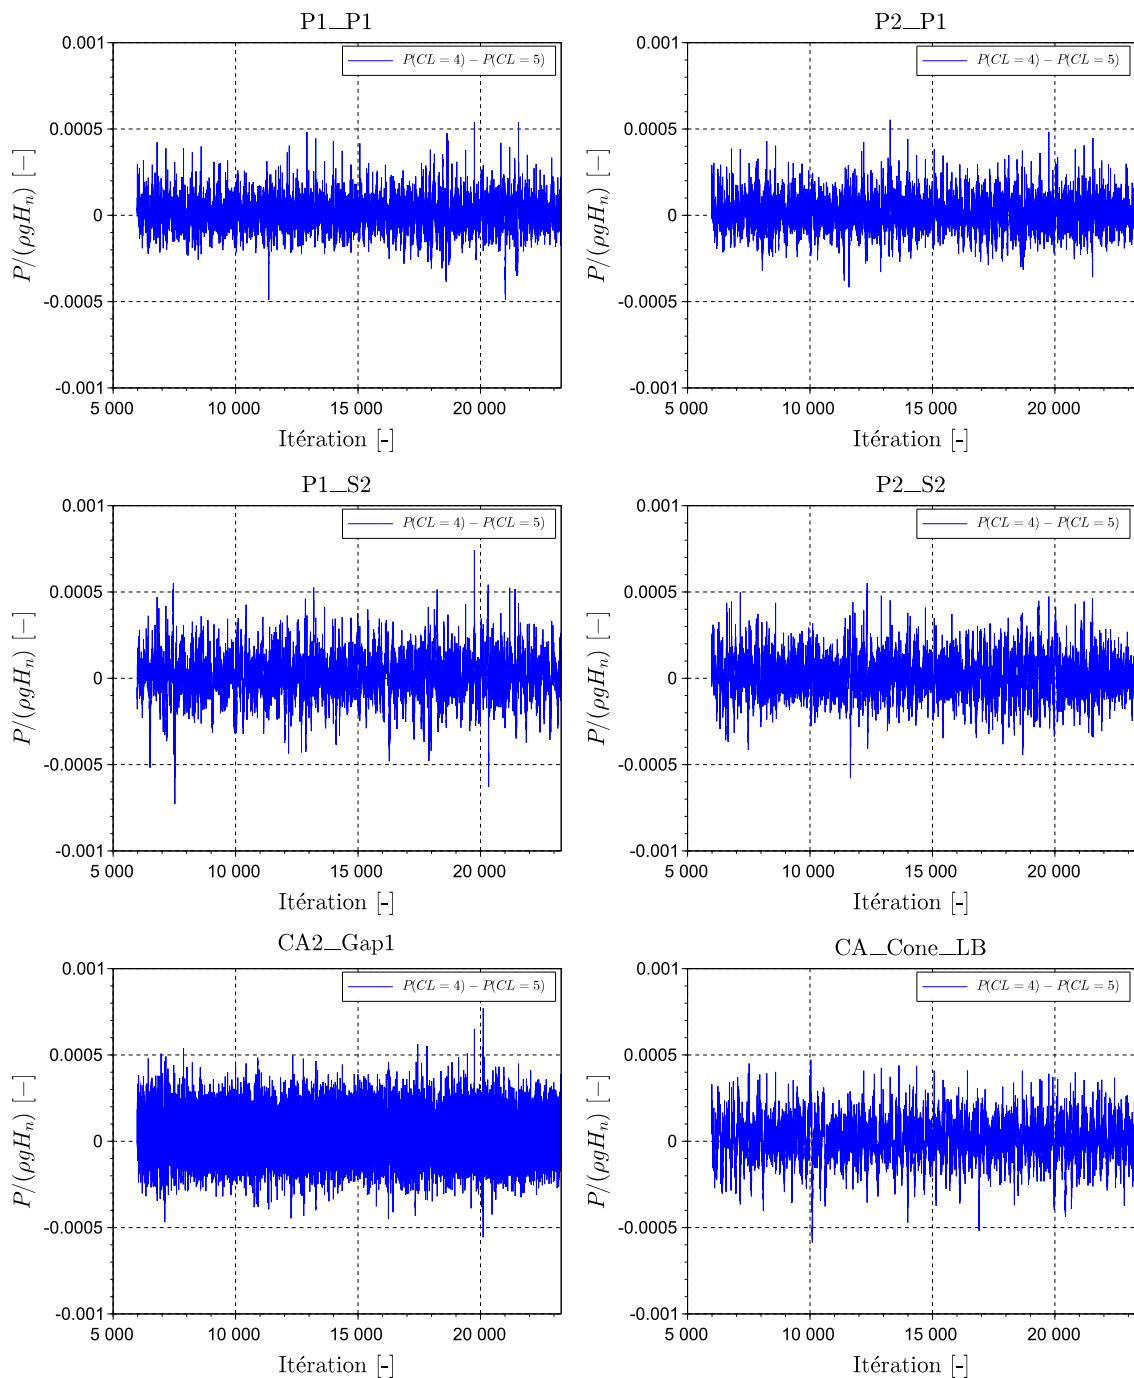 P1_P1
P(CL = 4) − P(CL = 5)
0.001
0.0005
0
-0.0005
-0.001
P/(ρgHn) [−]
5 000 10 000 15 000 20 000
Itération [-]
P2_P1
P(CL = 4) − P(CL = 5)
0.001
0.0005
0
-0.0005
-0.001
P/(ρgHn) [−]
5 000 10 000 15 000 20 000
Itération [-]
P1_S2
P(CL = 4) − P(CL = 5)
0.001
0.0005
0
-0.0005
-0.001
P/(ρgHn) [−]
5 000 10 000 15 000 20 000
Itération [-]
P2_S2
P(CL = 4) − P(CL = 5)
0.001
0.0005
0
-0.0005
-0.001
P/(ρgHn) [−]
5 000 10 000 15 000 20 000
Itération [-]
CA2_Gap1
P(CL = 4) − P(CL = 5)
0.001
0.0005
0
-0.0005
-0.001
P/(ρgHn) [−]
5 000 10 000 15 000 20 000
Itération [-]
CA_Cone_LB
P(CL = 4) − P(CL = 5)
0.001
0.0005
0
-0.0005
-0.001
P/(ρgHn) [−]
5 000 10 000 15 000 20 000
Itération [-]